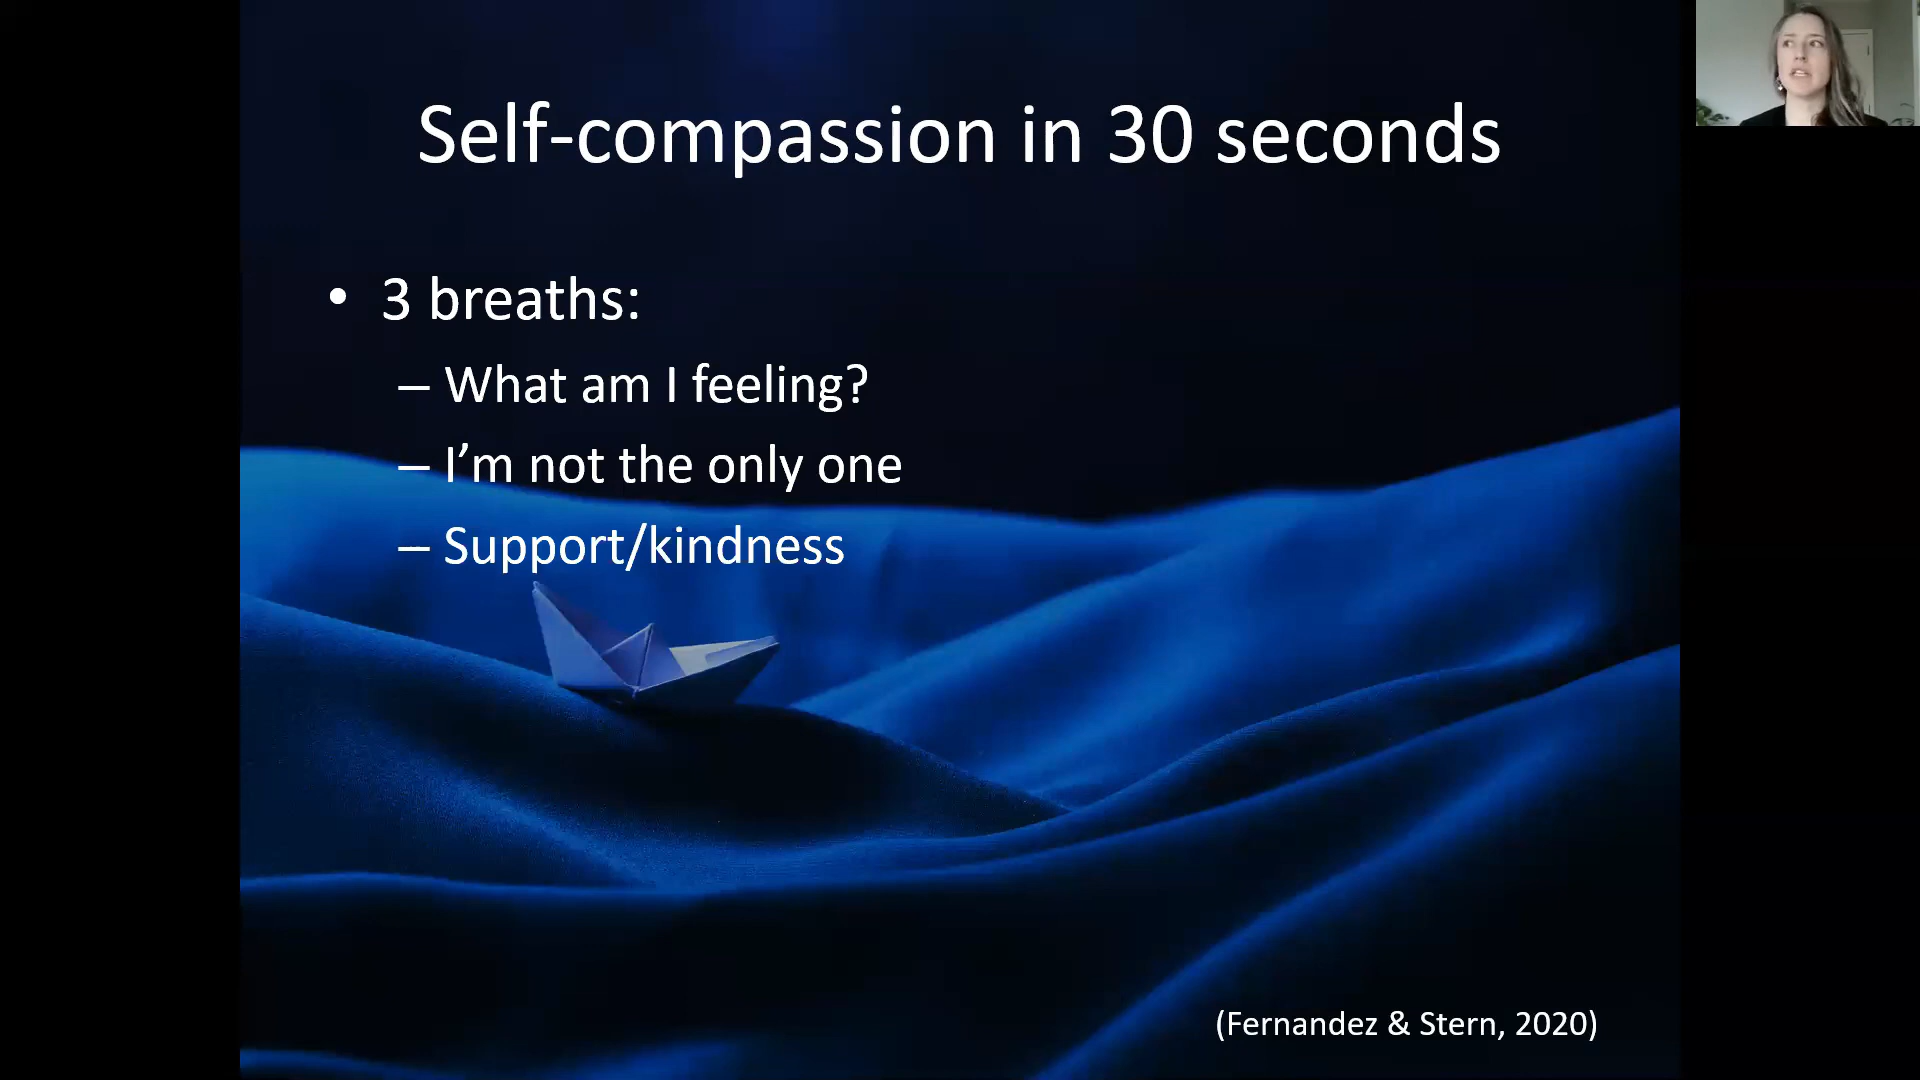 Self-compassion in 30 seconds
• 3 breaths:
– What am I feeling?
– I’m not the only one
– Support/kindness
(Fernandez & Stern, 2020)